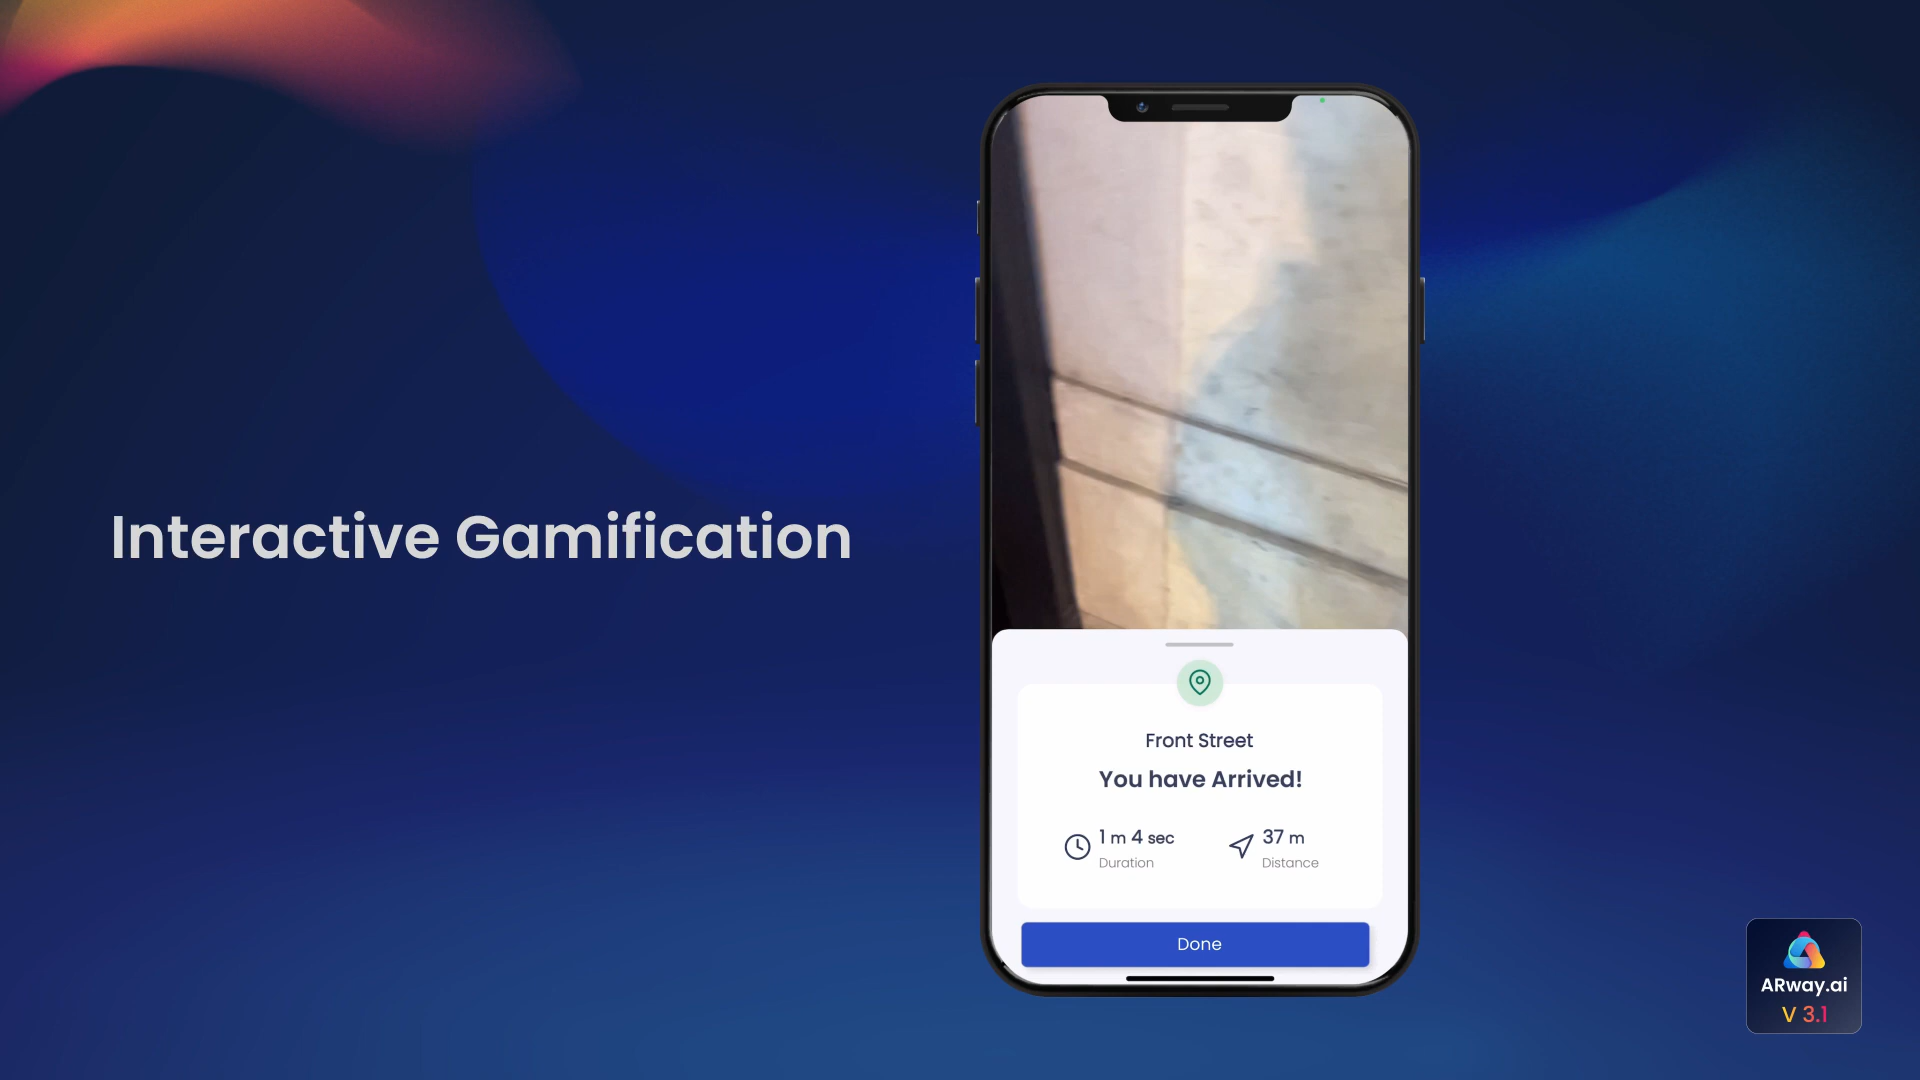 Interactive Gamification
Front Street
You have Arrived!
1 m 4 sec
Duration
37 m
Distance
Done
ARway.ai
V 3.1